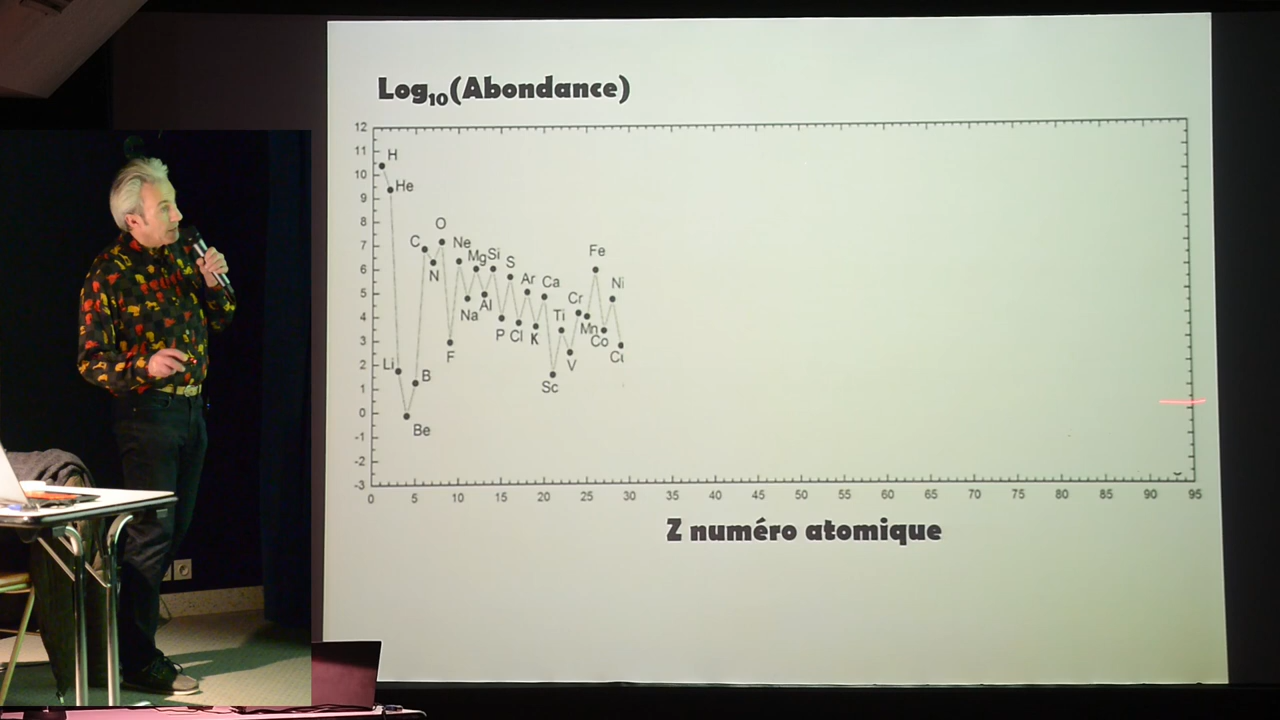 Log₁₀(Abondance)
12
11
10
9
8
7
6
5
4
3
2
1
0
-1
-2
-3
H
He
Li
Be
B
C
N
O
F
Ne
Na
Mg
Al
Si
P
S
Cl
Ar
K
Ca
Sc
Ti
V
Cr
Mn
Fe
Co
Ni
0 5 10 15 20 25 30 35 40 45 50 55 60 65 70 75 80 85 90 95
Z numéro atomique